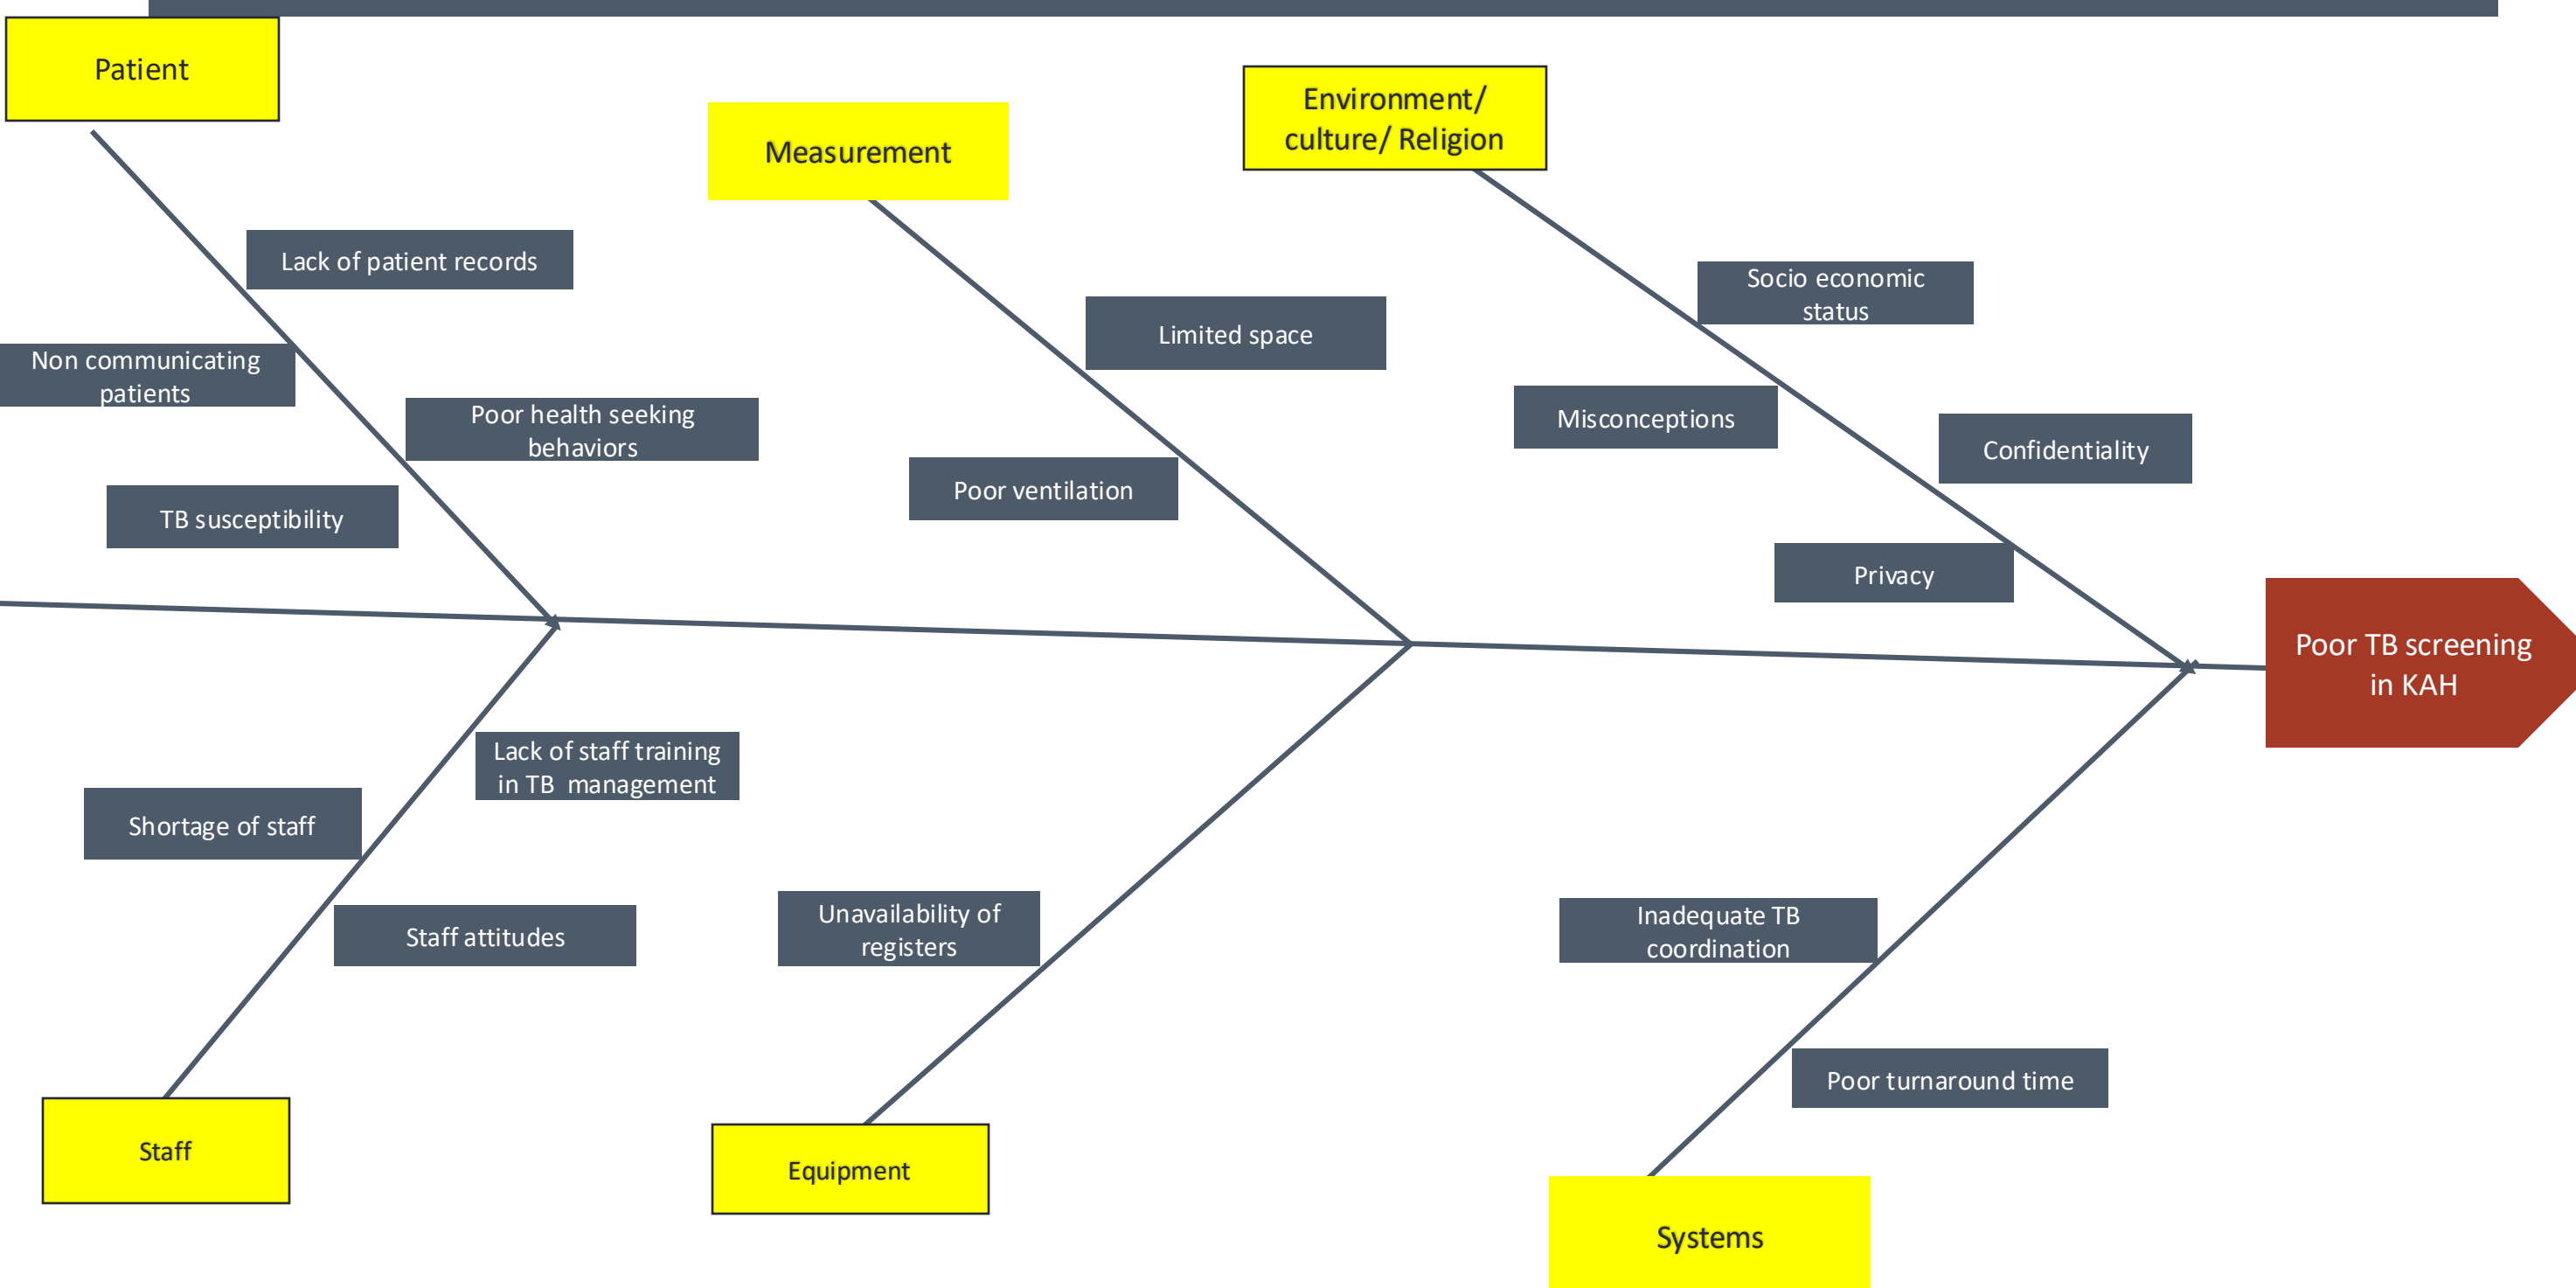 Patient
Measurement
Environment/
culture/ Religion
Lack of patient records
Non communicating
patients
Poor health seeking
behaviors
TB susceptibility
Limited space
Poor ventilation
Socio economic
status
Misconceptions
Confidentiality
Privacy
Poor TB screening
in KAH
Lack of staff training
in TB  management
Shortage of staff
Staff attitudes
Unavailability of
registers
Inadequate TB
coordination
Poor turnaround time
Staff
Equipment
Systems